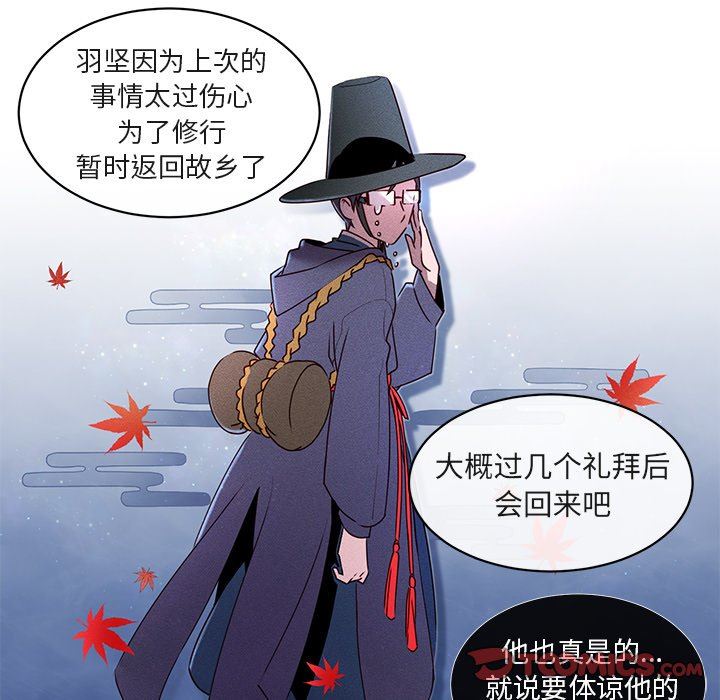 羽坚因为上次的
事情太过伤心
为了修行
暂时返回故乡了
大概过几个礼拜后
会回来吧
他也真是的...
TOOMICS.COM
就说要体谅他的